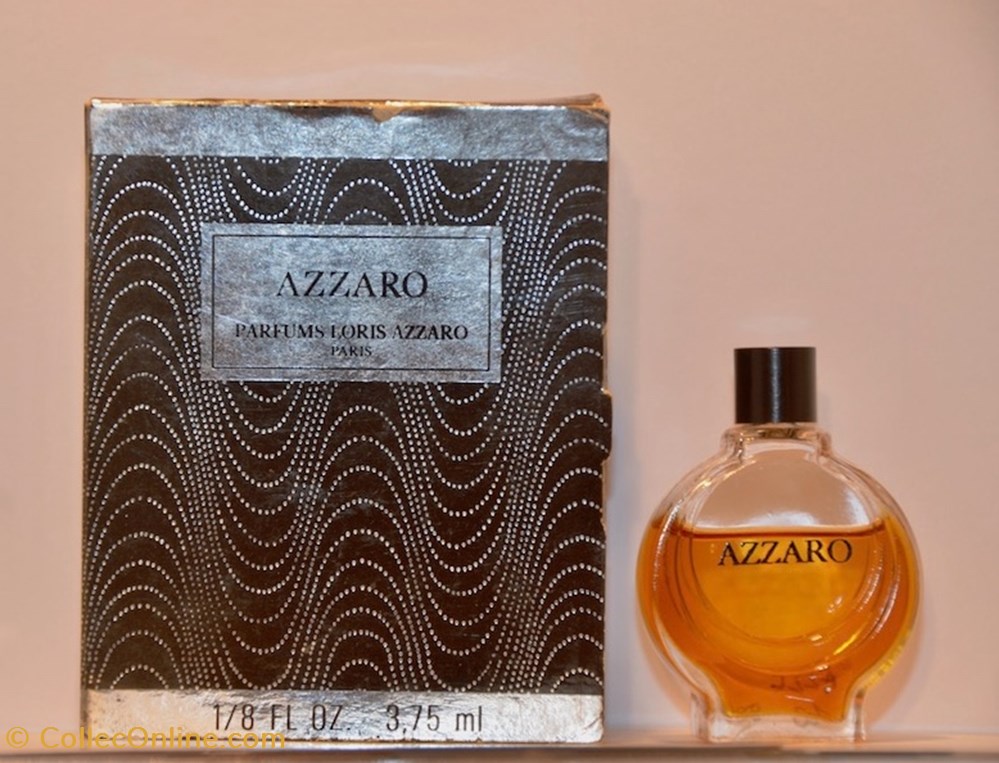 AZZARO
PARFUMS LORIS AZZARO
PARIS
AZZARO
1/8 FL OZ. 3,75 ml
© CollecOnline.com